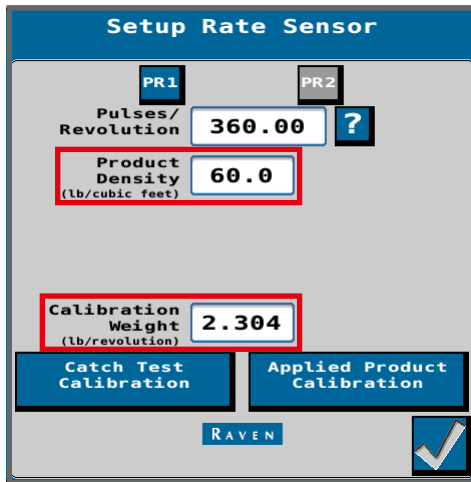 Setup Rate Sensor
PR1
PR2
Pulses/
Revolution
360.00
?
Product
Density
(lb/cubic feet)
60.0
Calibration
Weight
(lb/revolution)
2.304
Catch Test
Calibration
Applied Product
Calibration
RAVEN